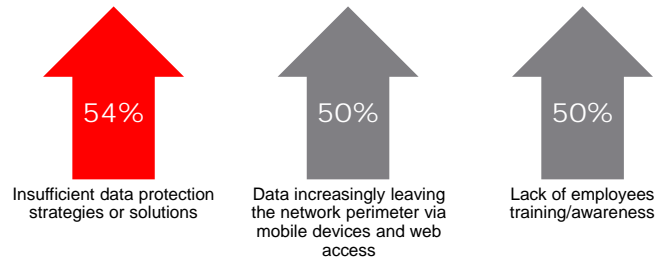 54%
Insufficient data protection
strategies or solutions
50%
Data increasingly leaving
the network perimeter via
mobile devices and web
access
50%
Lack of employees
training/awareness